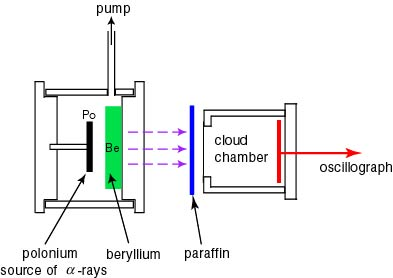 pump
Po
Be
cloud
chamber
oscillograph
polonium
source of α-rays
beryllium
paraffin